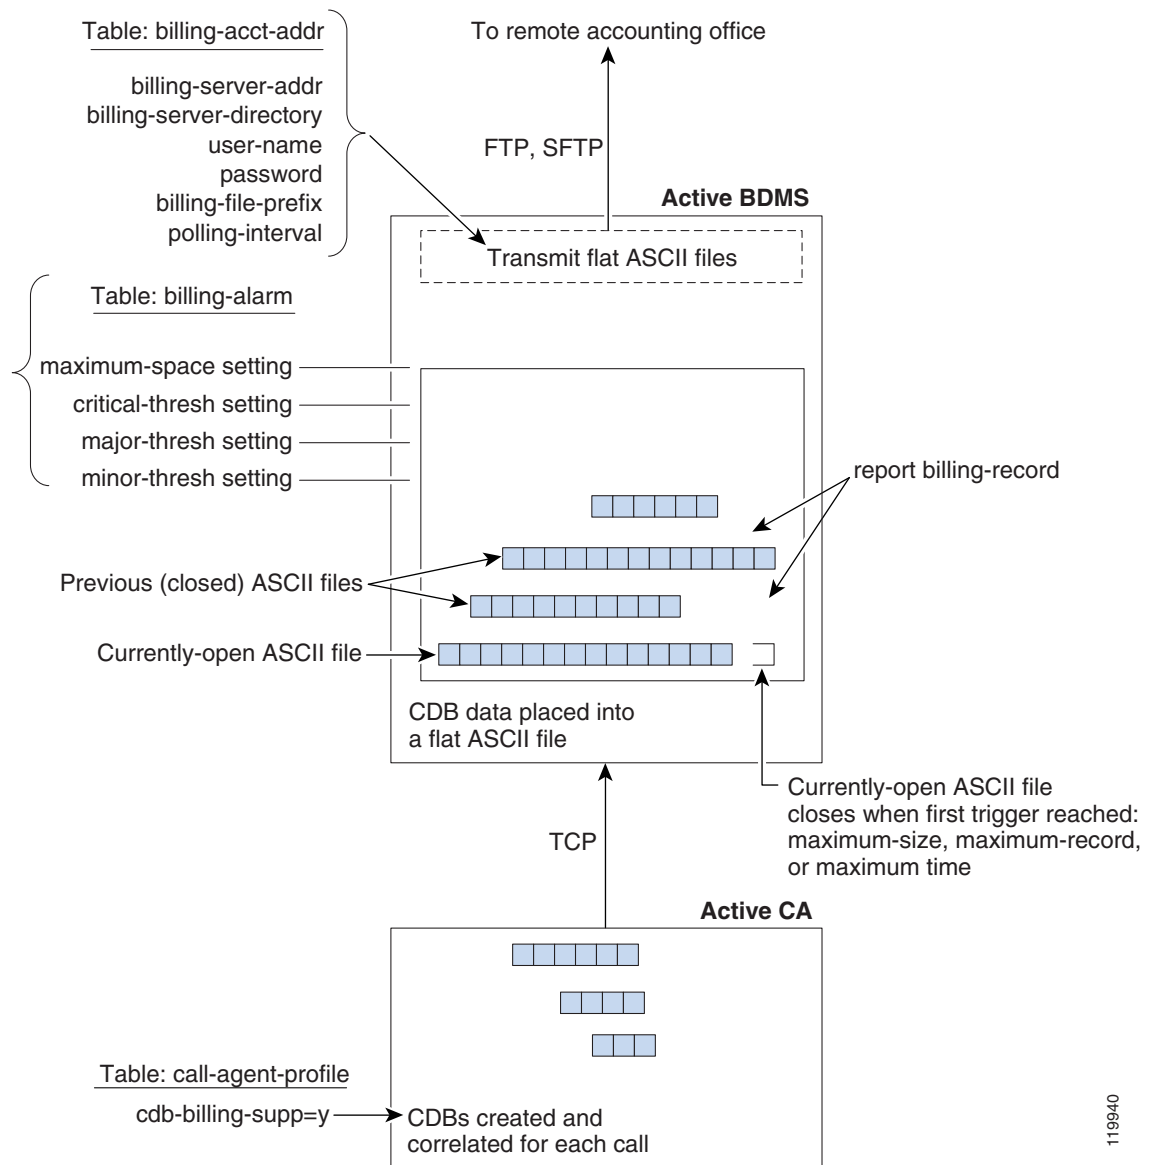 Table: billing-acct-addr
To remote accounting office
billing-server-addr
billing-server-directory
user-name
password
billing-file-prefix
polling-interval
FTP, SFTP
Active BDMS
Transmit flat ASCII files
Table: billing-alarm
maximum-space setting
critical-thresh setting
major-thresh setting
minor-thresh setting
report billing-record
Previous (closed) ASCII files
Currently-open ASCII file
CDB data placed into
a flat ASCII file
Currently-open ASCII file
closes when first trigger reached:
maximum-size, maximum-record,
or maximum time
TCP
Active CA
Table: call-agent-profile
cdb-billing-supp=y
CDBs created and
correlated for each call
119940